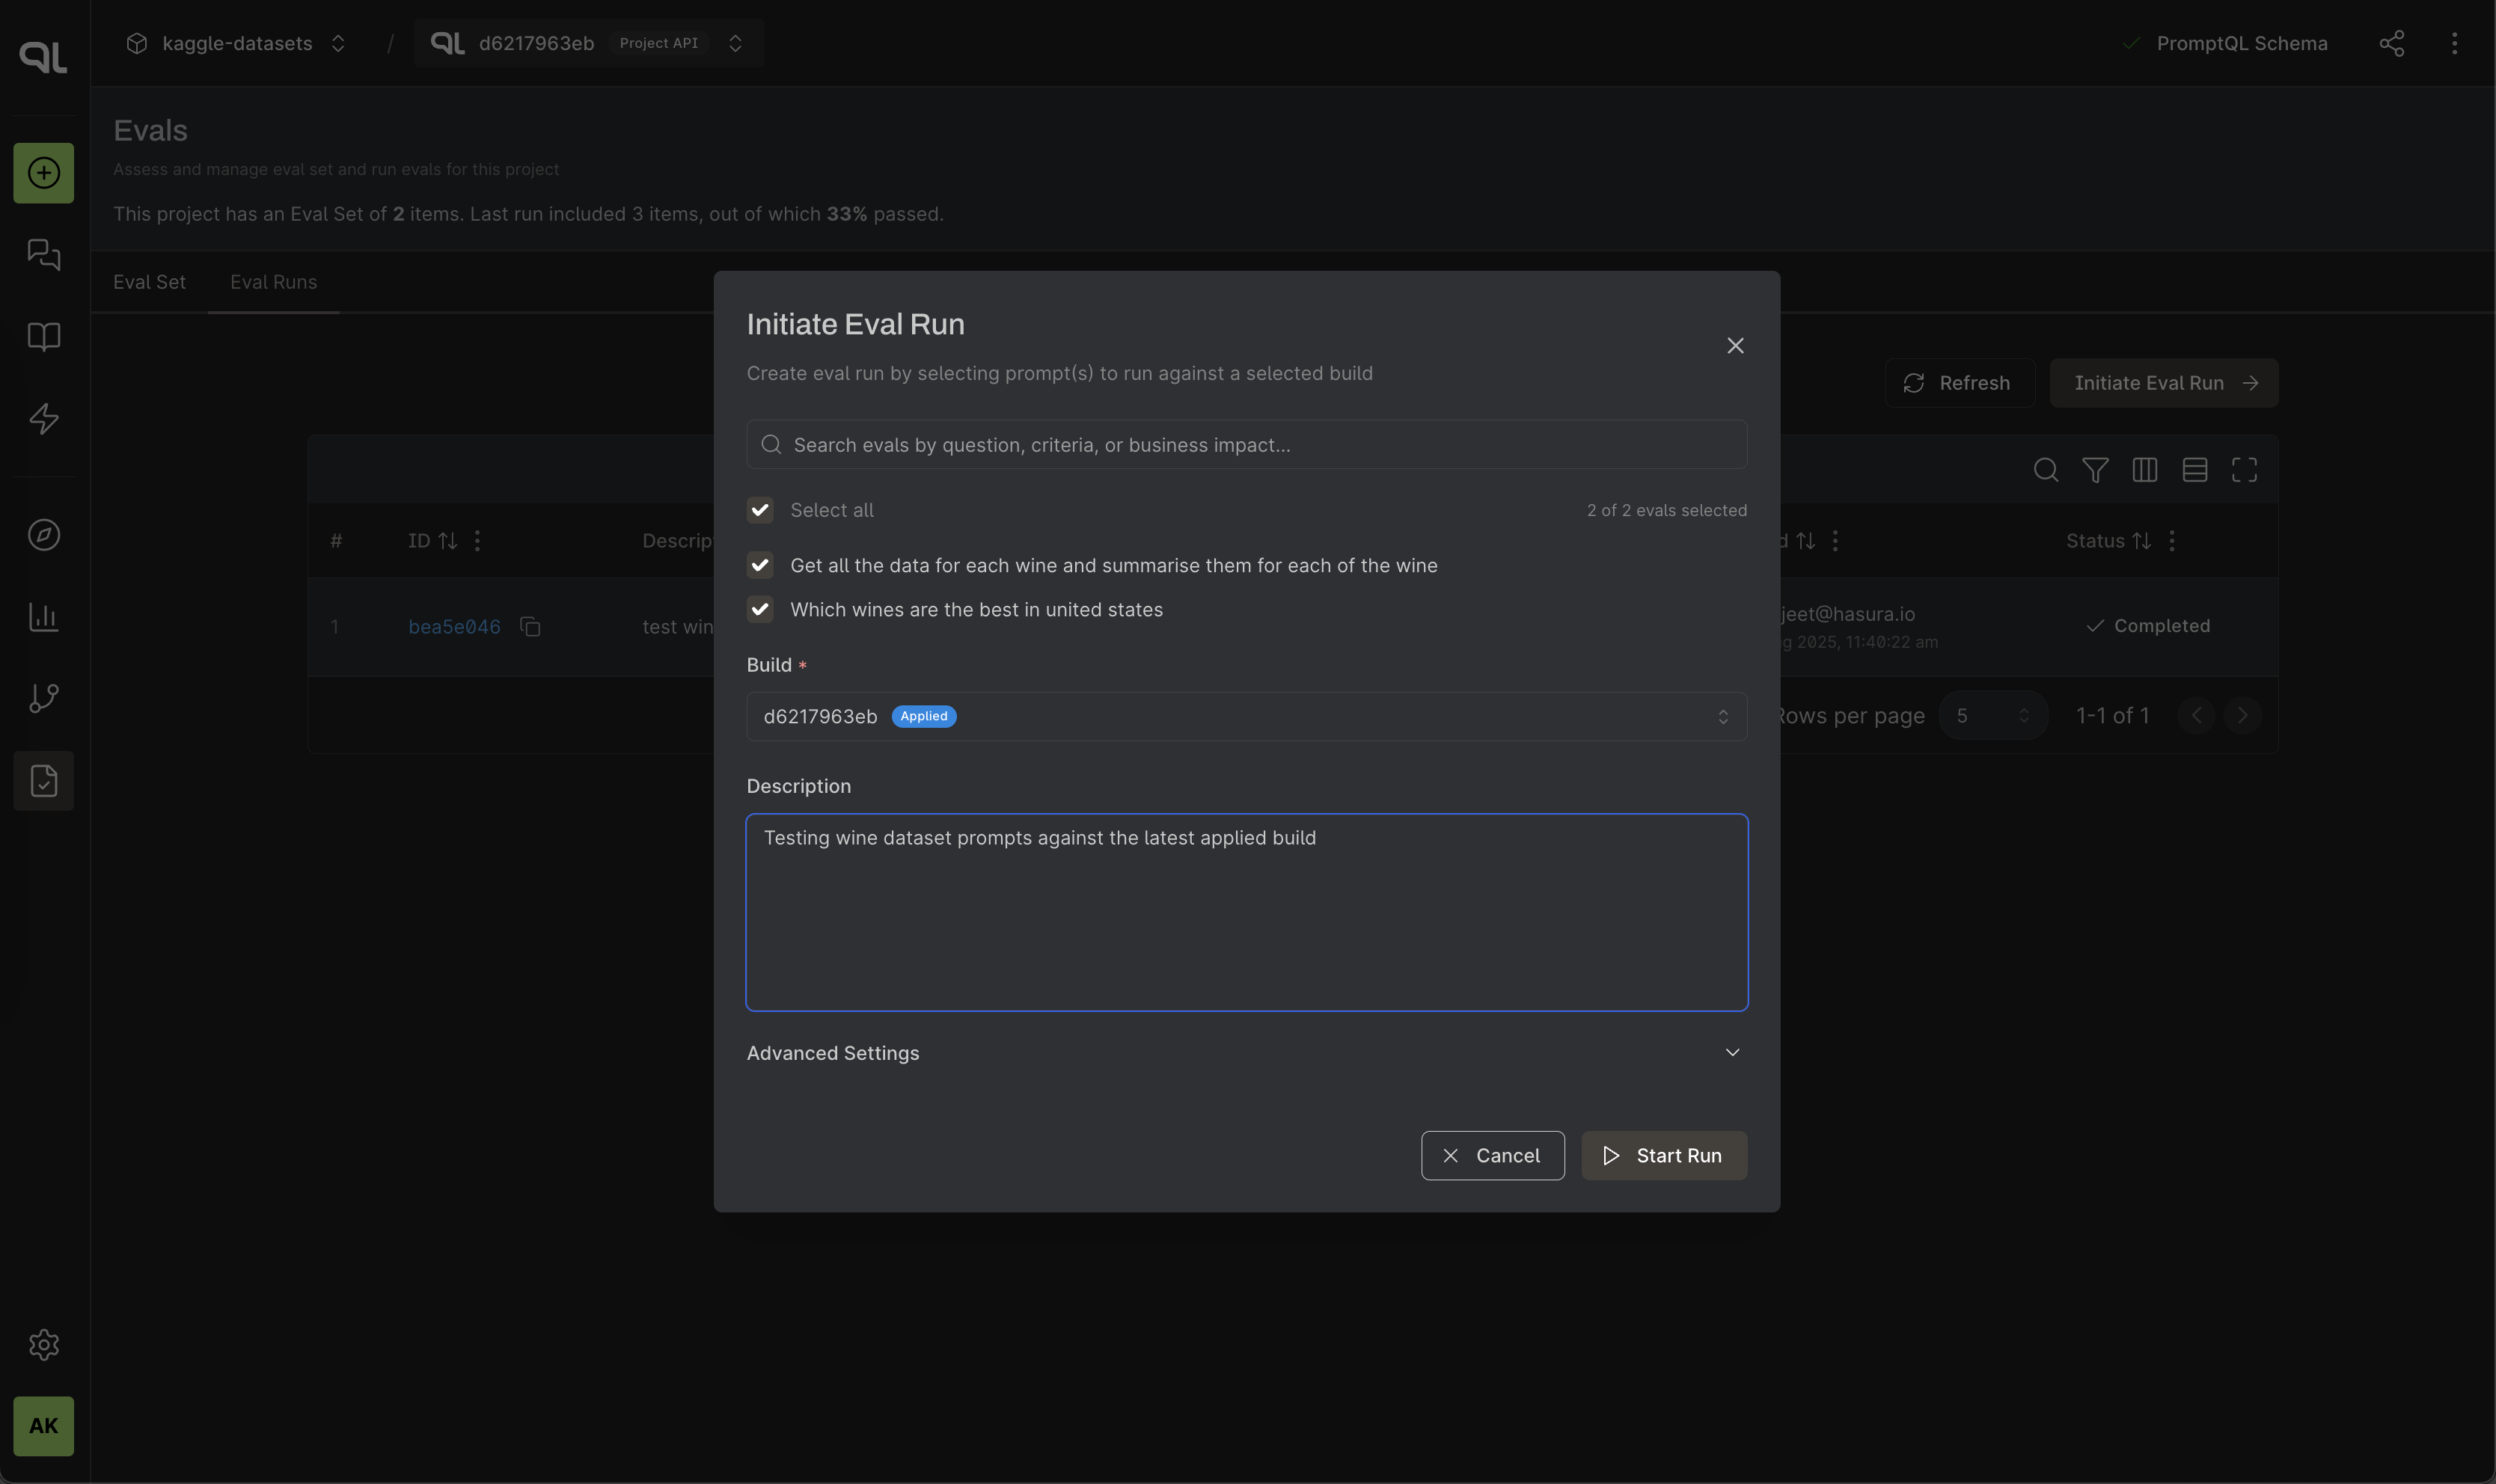 QL
kaggle-datasets
/
QL d6217963eb Project API
PromptQL Schema
Evals
Assess and manage eval set and run evals for this project
This project has an Eval Set of 2 items. Last run included 3 items, out of which 33% passed.
Eval Set
Eval Runs
Refresh
Initiate Eval Run
# ID Descrip
d Status
1 bea5e046 test win
jeet@hasura.io
g 2025, 11:40:22 am
Completed
Rows per page 5 1-1 of 1
Initiate Eval Run
Create eval run by selecting prompt(s) to run against a selected build
Search evals by question, criteria, or business impact...
Select all 2 of 2 evals selected
Get all the data for each wine and summarise them for each of the wine
Which wines are the best in united states
Build *
d6217963eb Applied
Description
Testing wine dataset prompts against the latest applied build
Advanced Settings
Cancel
Start Run
AK